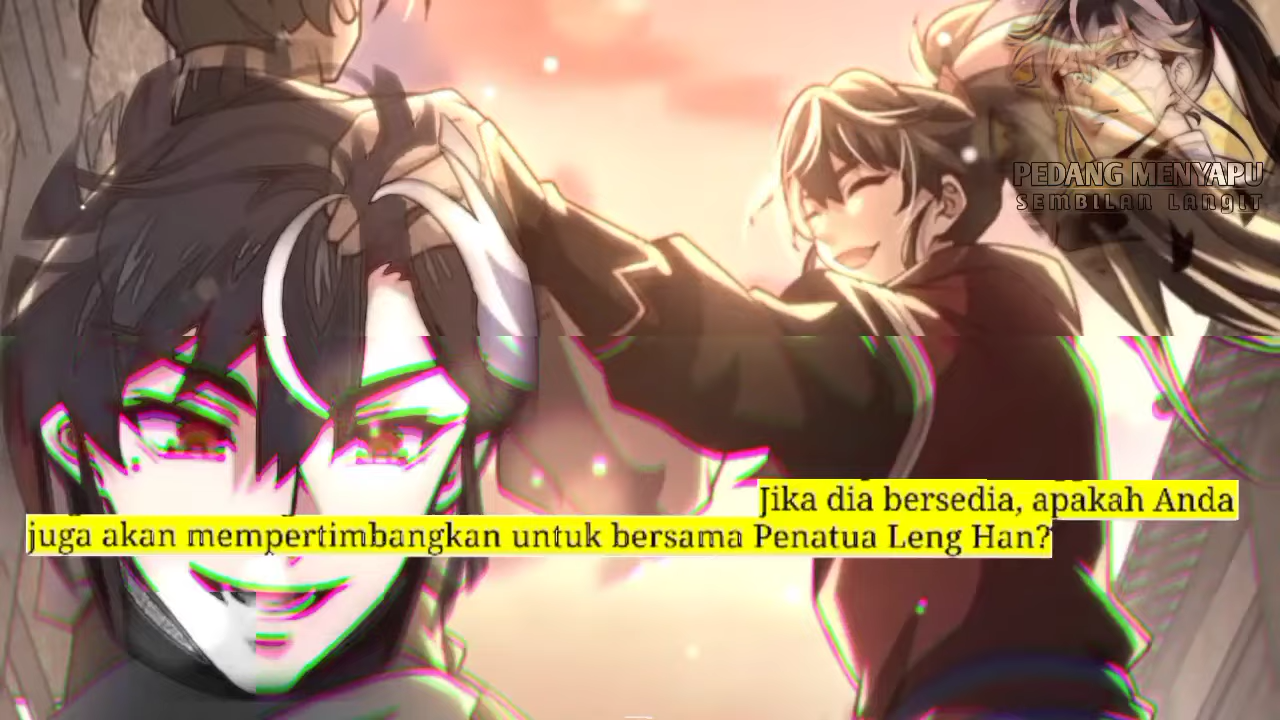 PEDANG MENYAPU
SEMBILAN LANGIT
Jika dia bersedia, apakah Anda
juga akan mempertimbangkan untuk bersama Penatua Leng Han?